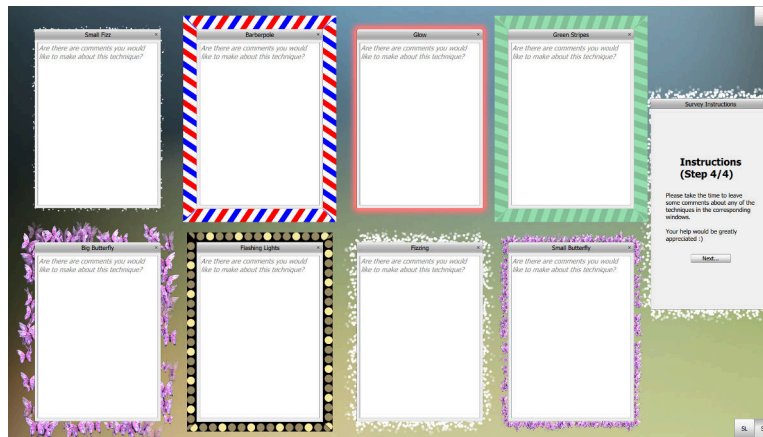 Small Fizz
Are there are comments you would
like to make about this technique?
Barberpole
Are there are comments you would
like to make about this technique?
Glow
Are there are comments you would
like to make about this technique?
Green Stripes
Are there are comments you would
like to make about this technique?
Survey Instructions
Instructions
(Step 4/4)
Please take the time to leave
some comments about any of the
techniques in the corresponding
windows.
Your help would be greatly
appreciated :)
Next...
Big Butterfly
Are there are comments you would
like to make about this technique?
Flashing Lights
Are there are comments you would
like to make about this technique?
Fizzing
Are there are comments you would
like to make about this technique?
Small Butterfly
Are there are comments you would
like to make about this technique?
SL